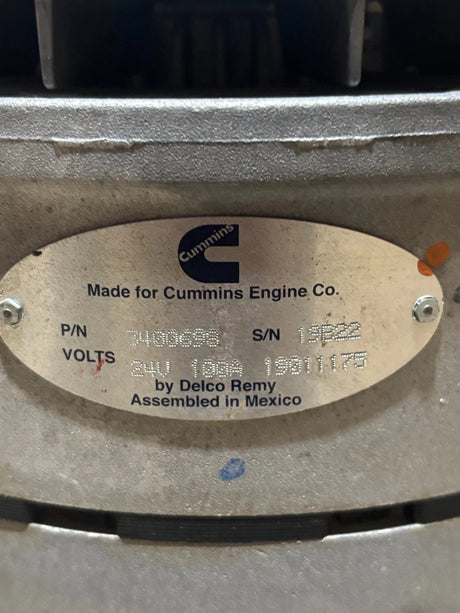 Cummins
Made for Cummins Engine Co.
P/N 3400698 S/N 19B22
VOLTS 24V 100A 19011175
by Delco Remy
Assembled in Mexico